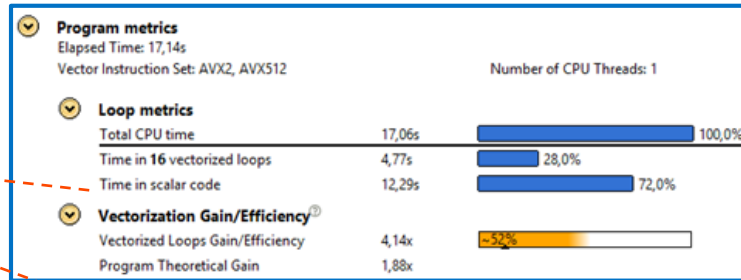 Program metrics
Elapsed Time: 17,14s
Vector Instruction Set: AVX2, AVX512 Number of CPU Threads: 1
Loop metrics
Total CPU time 17,06s 100,0%
Time in 16 vectorized loops 4,77s 28,0%
Time in scalar code 12,29s 72,0%
Vectorization Gain/Efficiency ?
Vectorized Loops Gain/Efficiency 4,14x ~52%
Program Theoretical Gain 1,88x